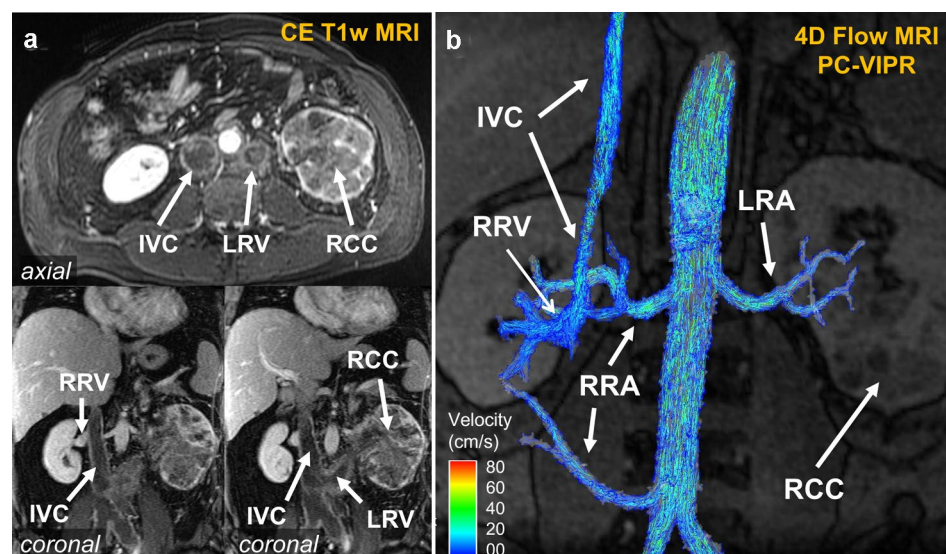 a
CE T1w MRI
IVC
LRV
RCC
axial
RRV
IVC
coronal
RCC
IVC
LRV
coronal
b
4D Flow MRI
PC-VIPR
IVC
RRV
LRA
RRA
RCC
Velocity
(cm/s)
80
60
40
20
00